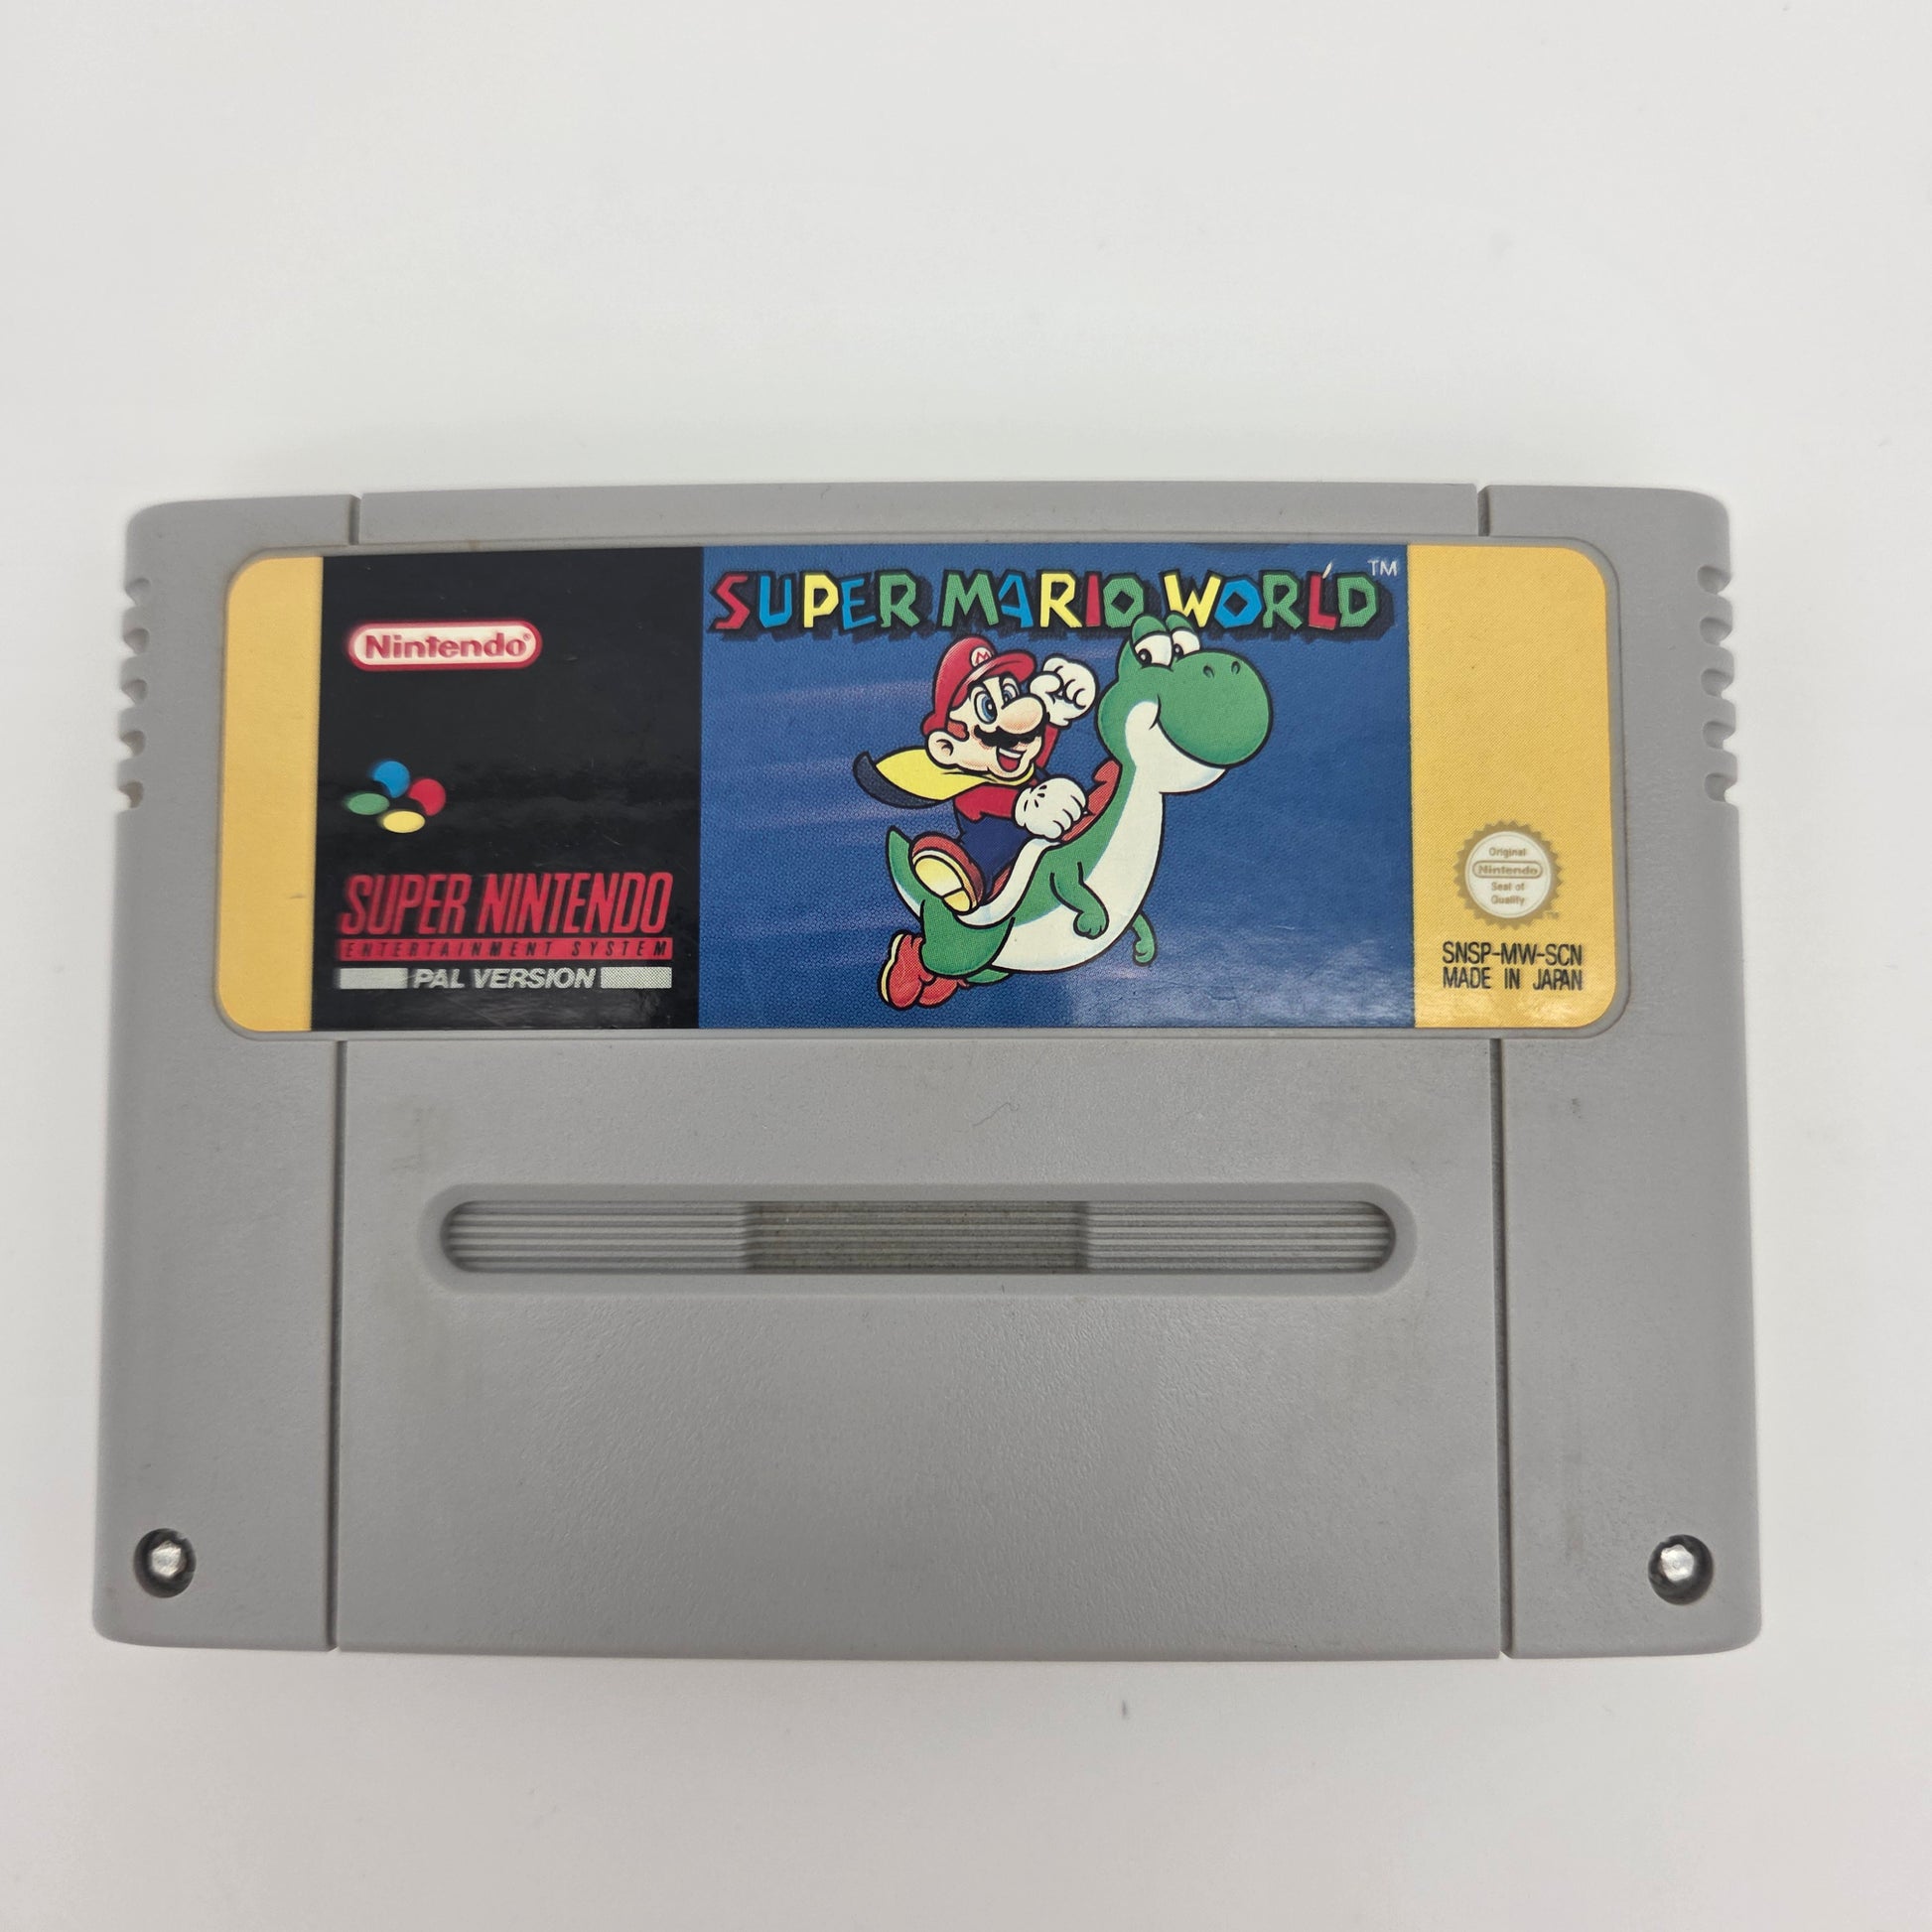 Nintendo®
SUPER NINTENDO
ENTERTAINMENT SYSTEM
PAL VERSION
SUPER MARIO WORLD™
M
Original
Nintendo
Seal of
Quality
™
SNSP-MW-SCN
MADE IN JAPAN